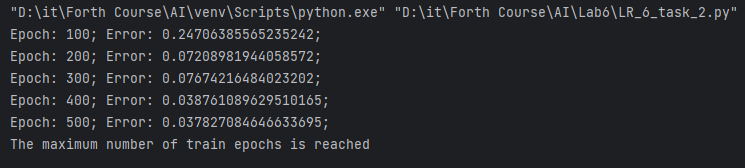 "D:\it\Forth Course\AI\venv\Scripts\python.exe" "D:\it\Forth Course\AI\Lab6\LR_6_task_2.py"
Epoch: 100; Error: 0.24706385565235242;
Epoch: 200; Error: 0.07208981944058572;
Epoch: 300; Error: 0.07674216484023202;
Epoch: 400; Error: 0.038761089629510165;
Epoch: 500; Error: 0.037827084646633695;
The maximum number of train epochs is reached